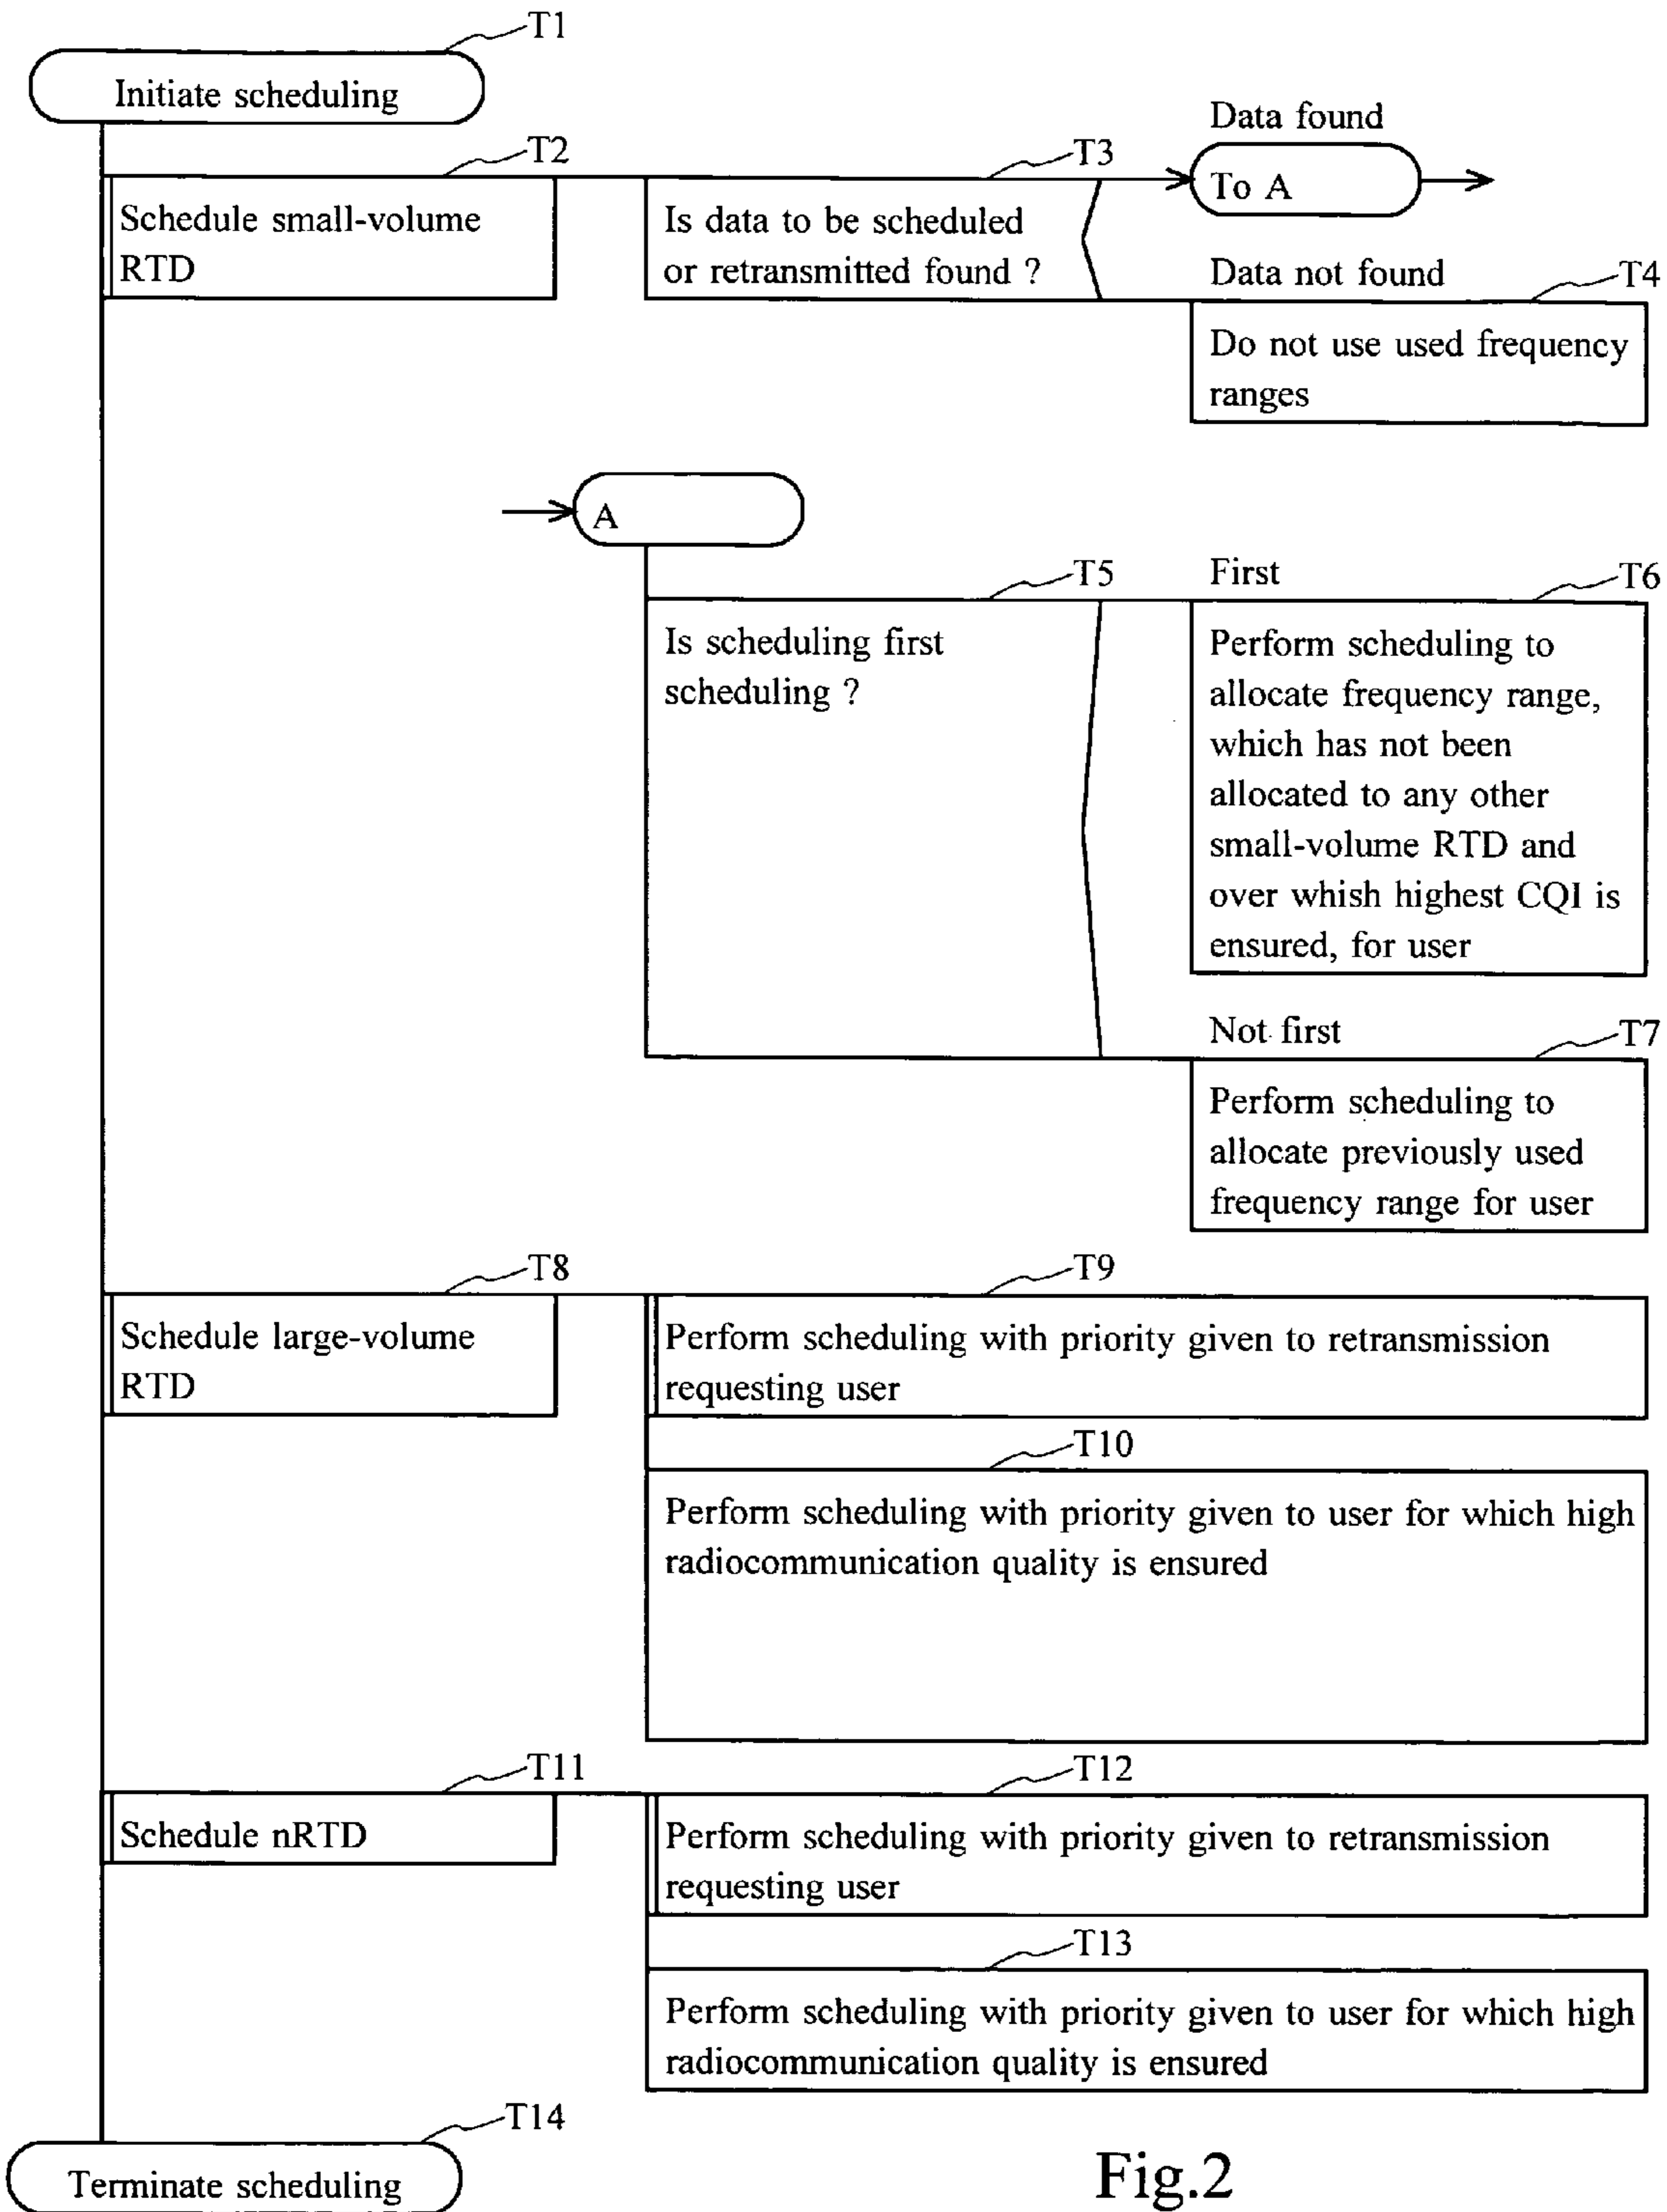 T1
Initiate scheduling
T2
Schedule small-volume
RTD
T3
Is data to be scheduled
or retransmitted found ?
Data found
To A
Data not found
T4
Do not use used frequency
ranges
A
T5
Is scheduling first
scheduling ?
First
T6
Perform scheduling to
allocate frequency range,
which has not been
allocated to any other
small-volume RTD and
over whish highest CQI is
ensured, for user
Not first
T7
Perform scheduling to
allocate previously used
frequency range for user
T8
Schedule large-volume
RTD
T9
Perform scheduling with priority given to retransmission
requesting user
T10
Perform scheduling with priority given to user for which high
radiocommunication quality is ensured
T11
Schedule nRTD
T12
Perform scheduling with priority given to retransmission
requesting user
T13
Perform scheduling with priority given to user for which high
radiocommunication quality is ensured
T14
Terminate scheduling
Fig.2